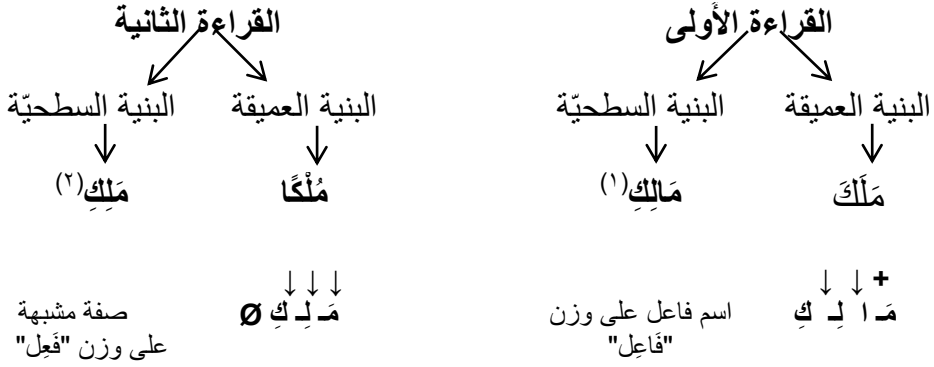 القراءة الأولى القراءة الثانية
البنية العميقة البنية السطحيّة البنية العميقة البنية السطحيّة
مَلَكَ مَالِكِ(١) مُلْكًا مَلِكِ(٢)
+ ↓ ↓ ↓ ↓ ↓
مَـ ا لِـ كِ اسم فاعل على وزن مَـ لِـ كِ Ø صفة مشبهة
"فَاعِل" على وزن "فَعِل"